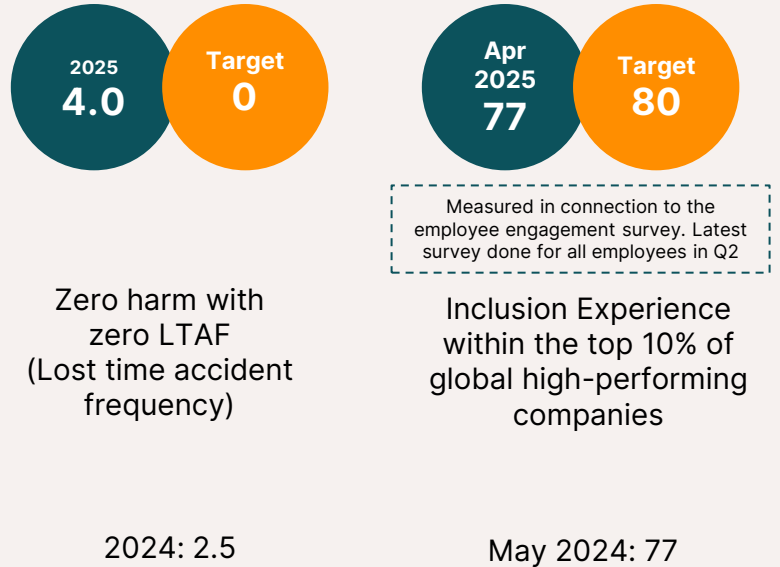 2025
4.0
Target
0
Apr
2025
77
Target
80
Measured in connection to the
employee engagement survey. Latest
survey done for all employees in Q2
Zero harm with
zero LTAF
(Lost time accident
frequency)
Inclusion Experience
within the top 10% of
global high-performing
companies
2024: 2.5
May 2024: 77